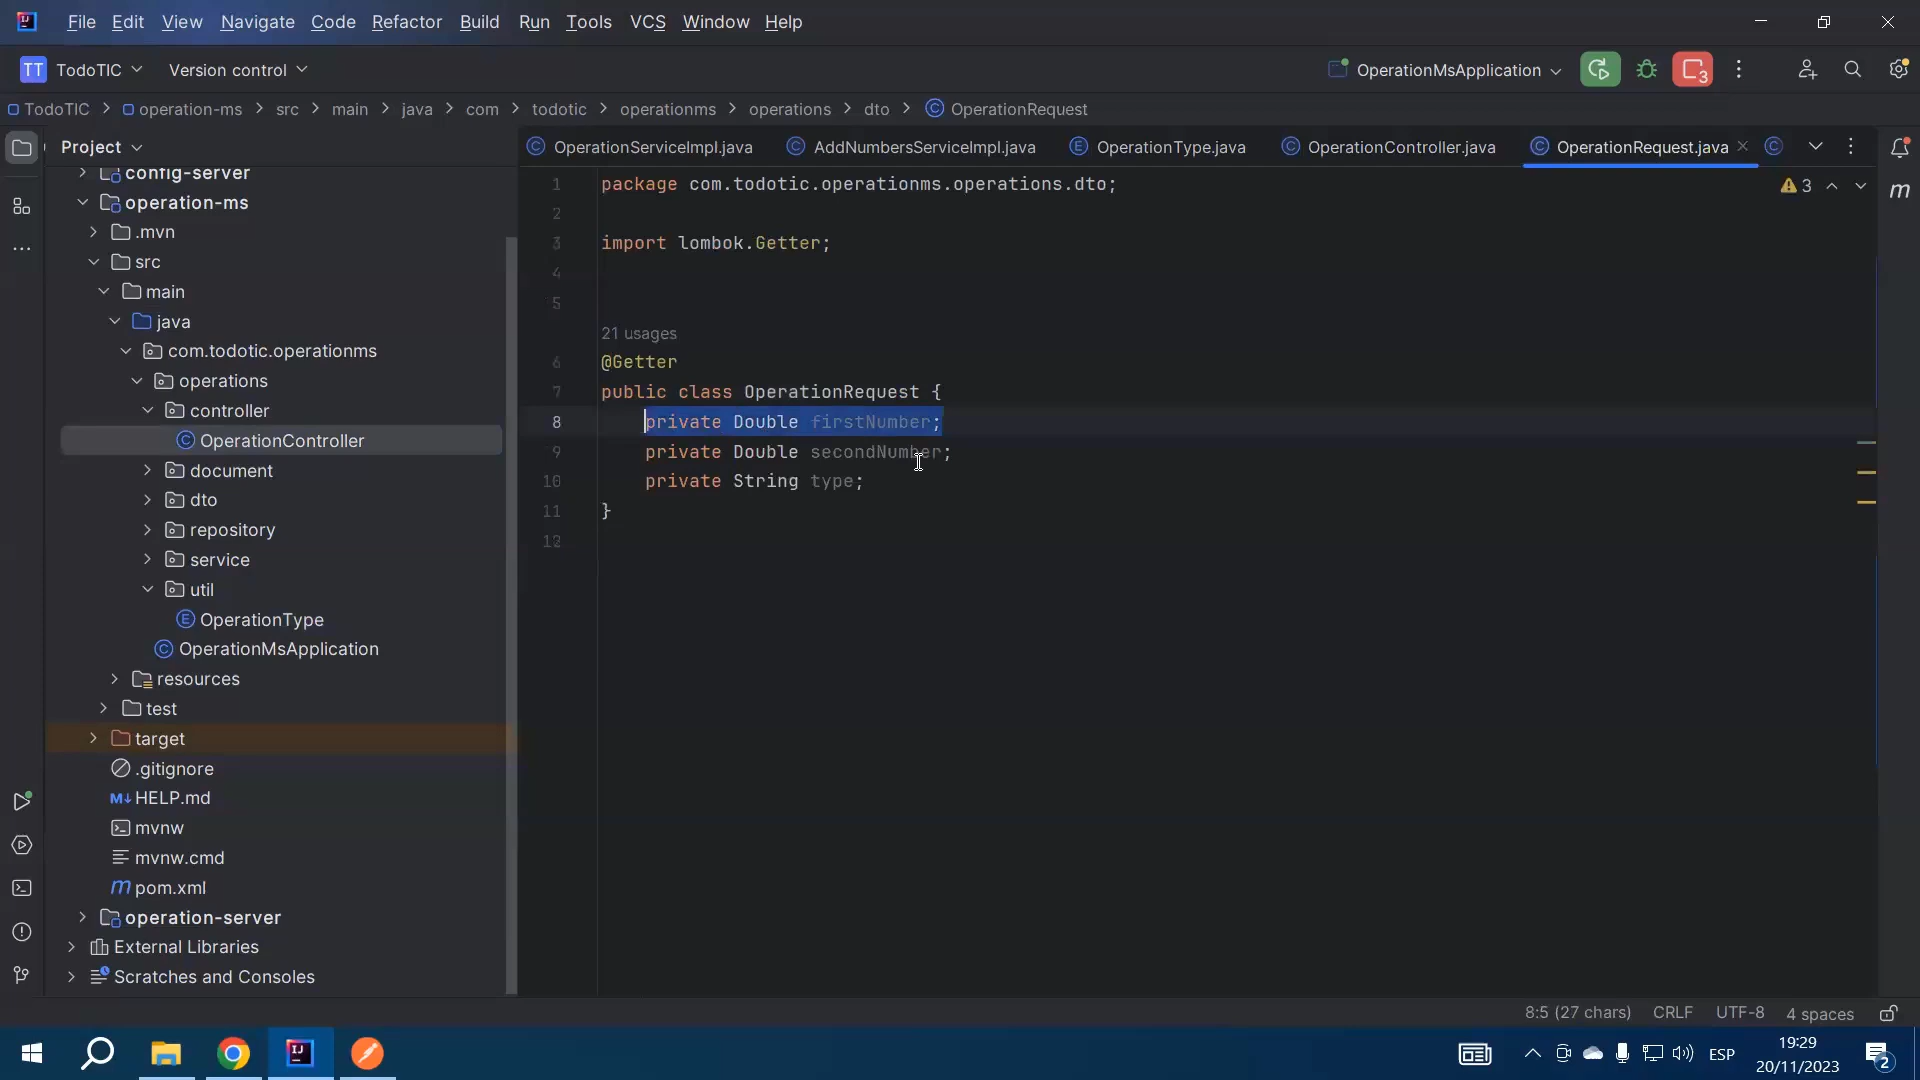 File Edit View Navigate Code Refactor Build Run Tools VCS Window Help
TT TodoTIC Version control OperationMsApplication 3
TodoTIC > operation-ms > src > main > java > com > todotic > operationms > operations > dto > OperationRequest
Project
OperationServiceImpl.java AddNumbersServiceImpl.java OperationType.java OperationController.java OperationRequest.java
config-server
operation-ms
.mvn
src
main
java
com.todotic.operationms
operations
controller
OperationController
document
dto
repository
service
util
OperationType
OperationMsApplication
resources
test
target
.gitignore
HELP.md
mvnw
mvnw.cmd
pom.xml
operation-server
External Libraries
Scratches and Consoles
1 package com.todotic.operationms.operations.dto;
2
3 import lombok.Getter;
4
5
21 usages
6 @Getter
7 public class OperationRequest {
8 private Double firstNumber;
9 private Double secondNumber;
10 private String type;
11 }
12
3
m
8:5 (27 chars) CRLF UTF-8 4 spaces
ESP
19:29
20/11/2023
2